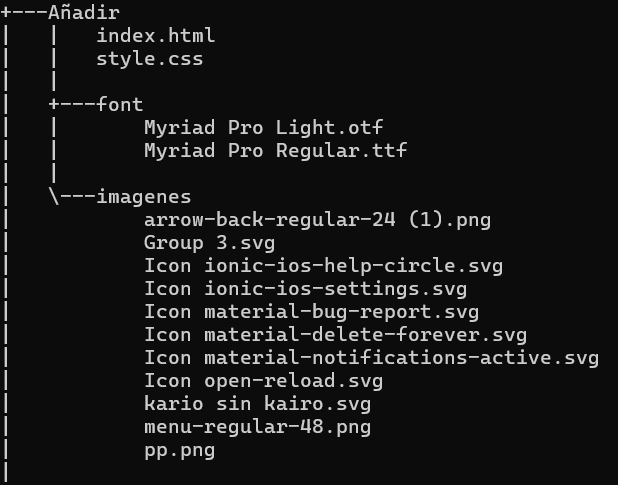 +---Añadir
|   |   index.html
|   |   style.css
|   |
|   +---font
|   |       Myriad Pro Light.otf
|   |       Myriad Pro Regular.ttf
|   |
|   \---imagenes
|           arrow-back-regular-24 (1).png
|           Group 3.svg
|           Icon ionic-ios-help-circle.svg
|           Icon ionic-ios-settings.svg
|           Icon material-bug-report.svg
|           Icon material-delete-forever.svg
|           Icon material-notifications-active.svg
|           Icon open-reload.svg
|           kario sin kairo.svg
|           menu-regular-48.png
|           pp.png
|